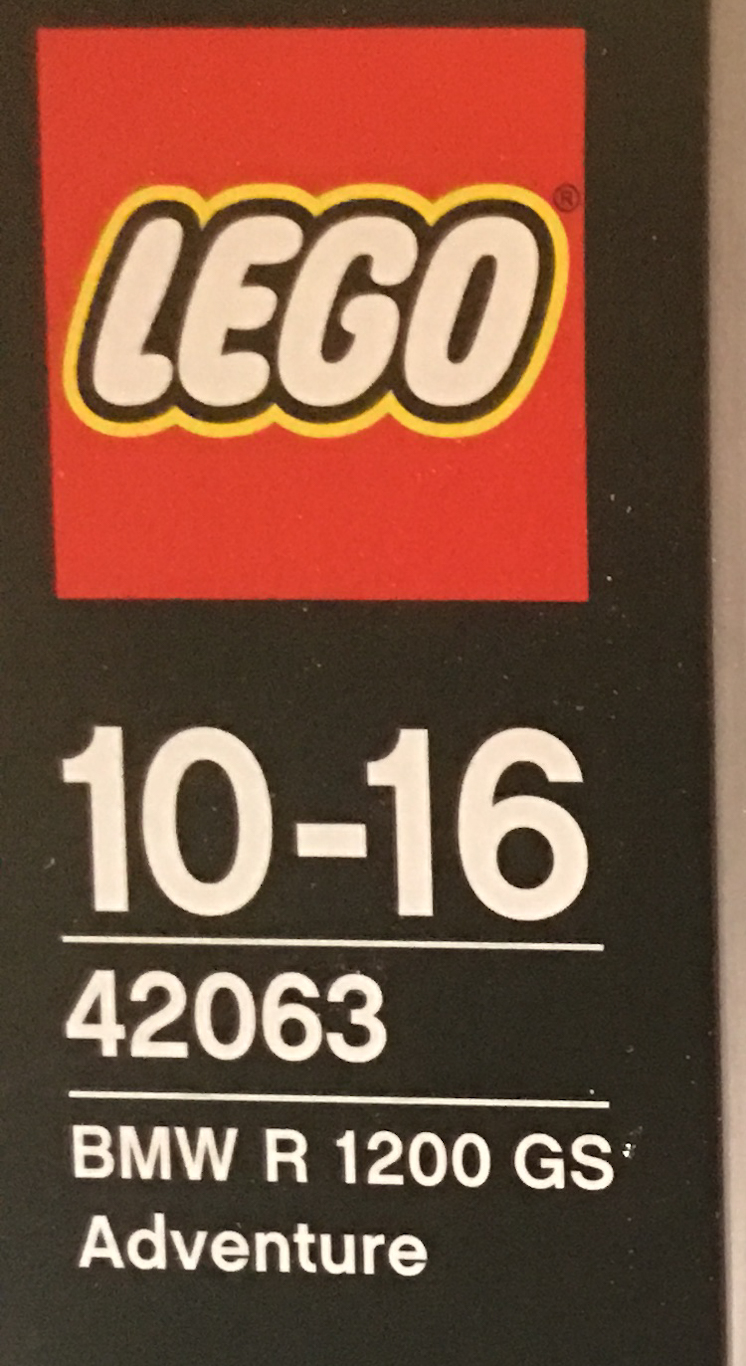 LEGO®
10-16
42063
BMW R 1200 GS
Adventure